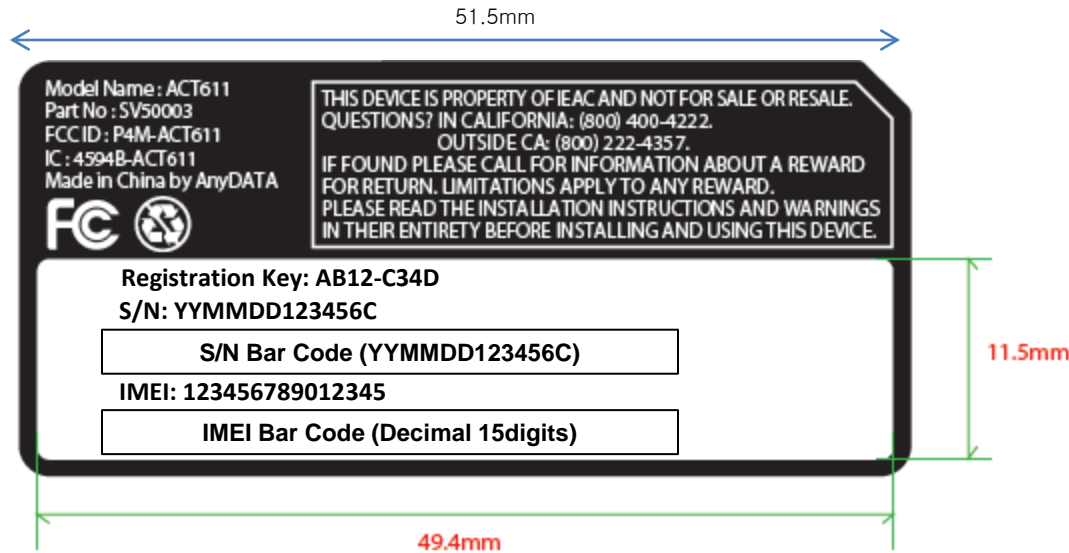 51.5mm
Model Name : ACT611
Part No : SV50003
FCC ID : P4M-ACT611
IC : 4594B-ACT611
Made in China by AnyDATA
FC
THIS DEVICE IS PROPERTY OF IEAC AND NOT FOR SALE OR RESALE.
QUESTIONS? IN CALIFORNIA: (800) 400-4222.
OUTSIDE CA: (800) 222-4357.
IF FOUND PLEASE CALL FOR INFORMATION ABOUT A REWARD
FOR RETURN. LIMITATIONS APPLY TO ANY REWARD.
PLEASE READ THE INSTALLATION INSTRUCTIONS AND WARNINGS
IN THEIR ENTIRETY BEFORE INSTALLING AND USING THIS DEVICE.
Registration Key: AB12-C34D
S/N: YYMMDD123456C
S/N Bar Code (YYMMDD123456C)
IMEI: 123456789012345
IMEI Bar Code (Decimal 15digits)
11.5mm
49.4mm